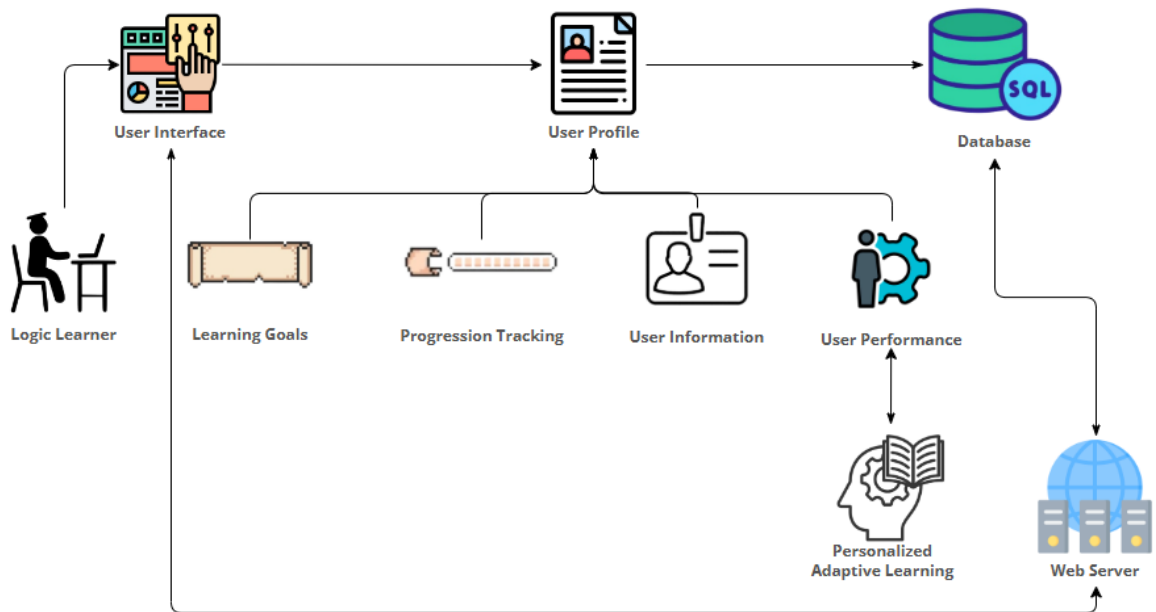 SQL
User Interface
User Profile
Database
Logic Learner
Learning Goals
Progression Tracking
User Information
User Performance
Personalized
Adaptive Learning
Web Server